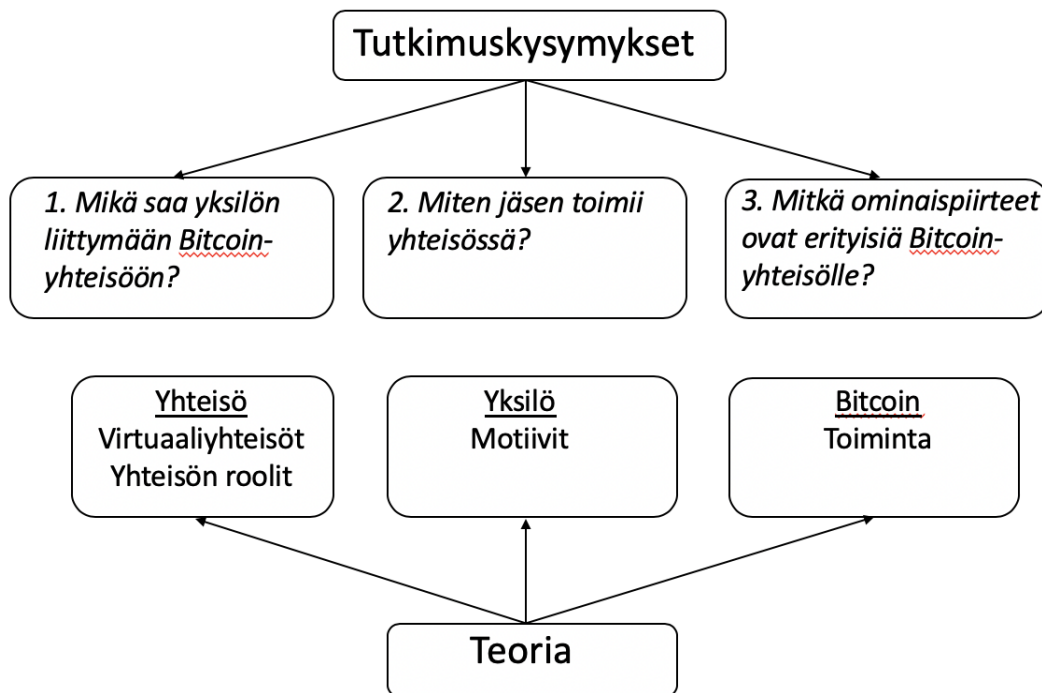 Tutkimuskysymykset
1. Mikä saa yksilön
liittymään Bitcoin-
yhteisöön?
2. Miten jäsen toimii
yhteisössä?
3. Mitkä ominaispiirteet
ovat erityisiä Bitcoin-
yhteisölle?
Yhteisö
Virtuaaliyhteisöt
Yhteisön roolit
Yksilö
Motiivit
Bitcoin
Toiminta
Teoria